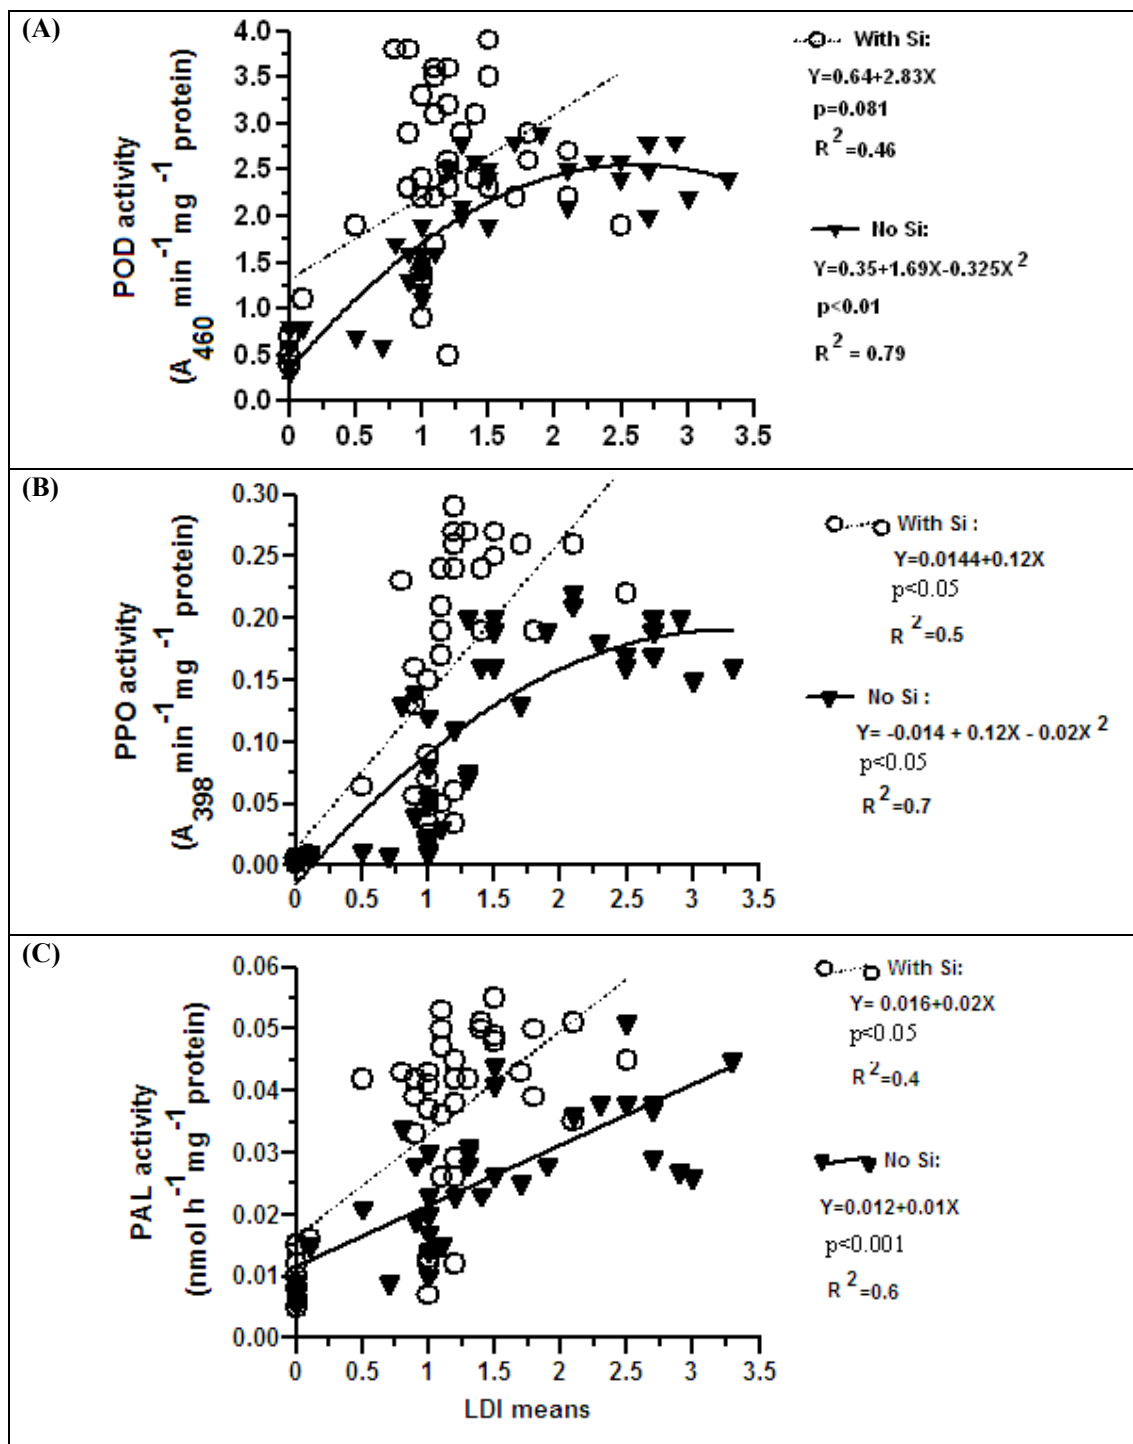 (A)
4.0
3.5
3.0
2.5
2.0
1.5
1.0
0.5
0.0
0 0.5 1 1.5 2 2.5 3 3.5
POD activity
(A460 min-1 mg-1 protein)
With Si:
Y=0.64+2.83X
p=0.081
R2=0.46
No Si:
Y=0.35+1.69X-0.325X2
p<0.01
R2 = 0.79
(B)
0.30
0.25
0.20
0.15
0.10
0.05
0.00
0 0.5 1 1.5 2 2.5 3 3.5
PPO activity
(A398 min-1 mg-1 protein)
With Si :
Y=0.0144+0.12X
p<0.05
R2=0.5
No Si :
Y= -0.014 + 0.12X - 0.02X2
p<0.05
R2=0.7
(C)
0.06
0.05
0.04
0.03
0.02
0.01
0.00
0 0.5 1 1.5 2 2.5 3 3.5
PAL activity
(nmol h-1 mg-1 protein)
LDI means
With Si:
Y= 0.016+0.02X
p<0.05
R2=0.4
No Si:
Y=0.012+0.01X
p<0.001
R2=0.6